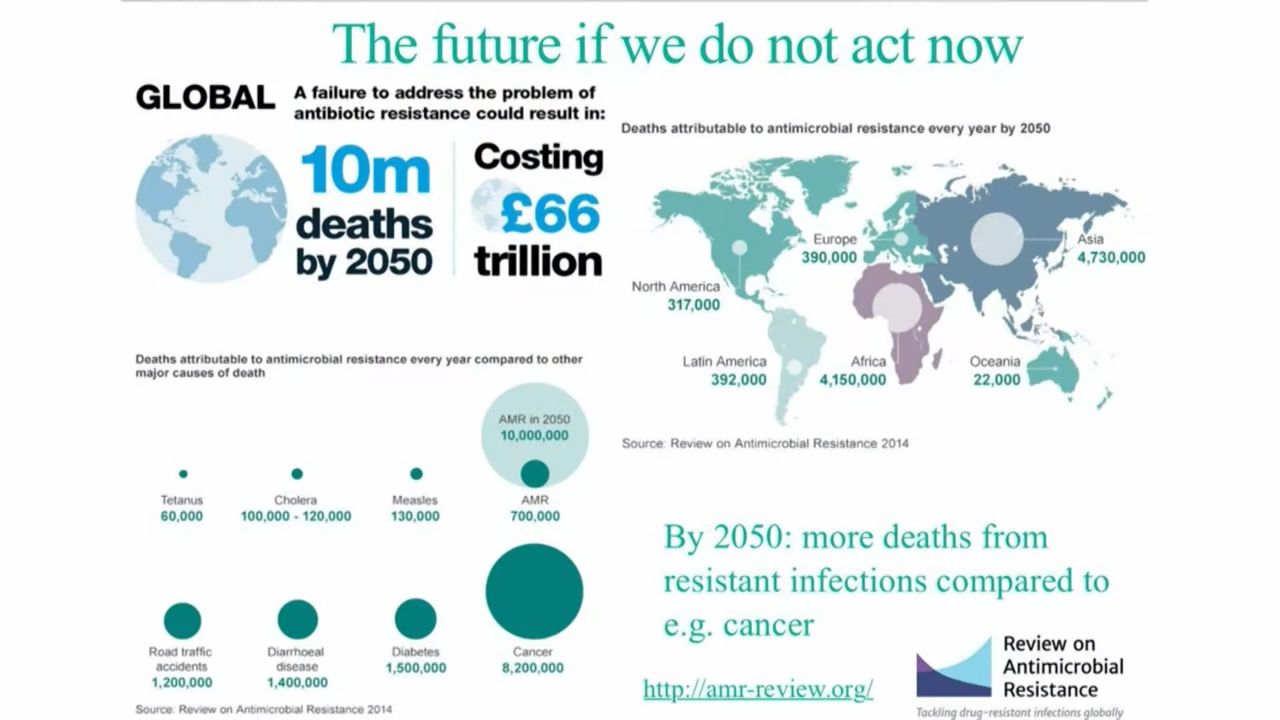 The future if we do not act now
GLOBAL
A failure to address the problem of
antibiotic resistance could result in:
10m
deaths
by 2050
Costing
£66
trillion
Deaths attributable to antimicrobial resistance every year by 2050
Europe
390,000
Asia
4,730,000
North America
317,000
Latin America
392,000
Africa
4,150,000
Oceania
22,000
Source: Review on Antimicrobial Resistance 2014
Deaths attributable to antimicrobial resistance every year compared to other
major causes of death
AMR in 2050
10,000,000
Tetanus
60,000
Cholera
100,000 - 120,000
Measles
130,000
AMR
700,000
Road traffic
accidents
1,200,000
Diarrhoeal
disease
1,400,000
Diabetes
1,500,000
Cancer
8,200,000
Source: Review on Antimicrobial Resistance 2014
By 2050: more deaths from
resistant infections compared to
e.g. cancer
http://amr-review.org/
Review on
Antimicrobial
Resistance
Tackling drug-resistant infections globally